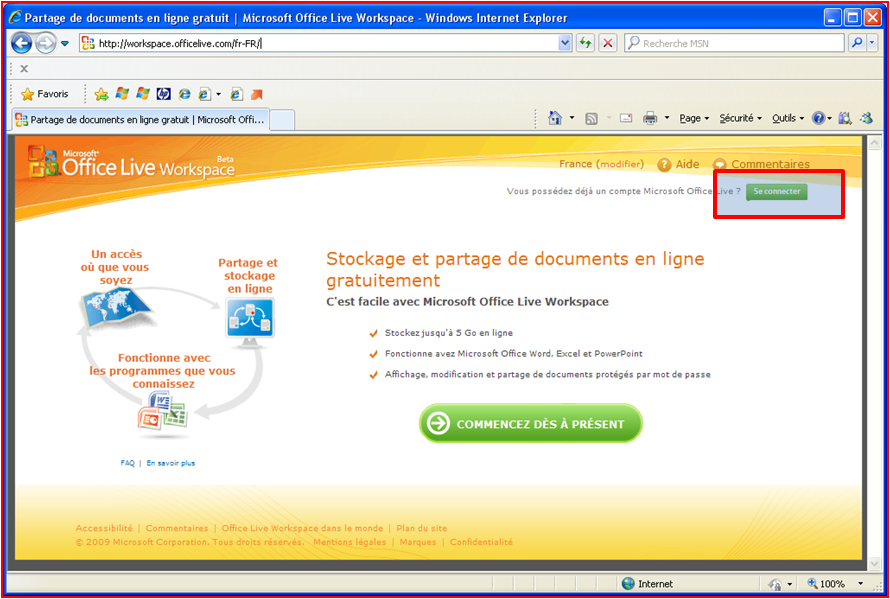 Partage de documents en ligne gratuit | Microsoft Office Live Workspace - Windows Internet Explorer
http://workspace.officelive.com/fr-FR/
Recherche MSN
x
Favoris
Partage de documents en ligne gratuit | Microsoft Offi...
Page
Sécurité
Outils
Microsoft®
Office Live Workspace
Beta
France (modifier)
Aide
Commentaires
Vous possédez déjà un compte Microsoft Office Live ?
Se connecter
Un accès
où que vous
soyez
Partage et
stockage
en ligne
Fonctionne avec
les programmes que vous
connaissez
FAQ | En savoir plus
Stockage et partage de documents en ligne
gratuitement
C'est facile avec Microsoft Office Live Workspace
Stockez jusqu'à 5 Go en ligne
Fonctionne avez Microsoft Office Word, Excel et PowerPoint
Affichage, modification et partage de documents protégés par mot de passe
COMMENCEZ DÈS À PRÉSENT
Accessibilité | Commentaires | Office Live Workspace dans le monde | Plan du site
© 2009 Microsoft Corporation. Tous droits réservés. Mentions légales | Marques | Confidentialité
Internet
100%